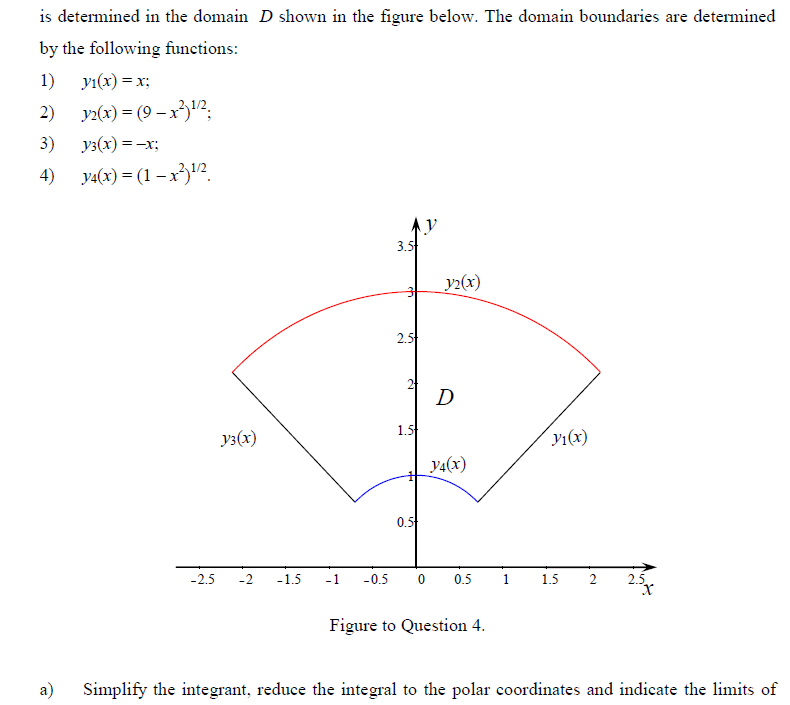 is determined in the domain D shown in the figure below. The domain boundaries are determined
by the following functions:
1) y₁(x) = x;
2) y₂(x) = (9 – x²)^1/2;
3) y₃(x) = –x;
4) y₄(x) = (1 – x²)^1/2.
y
3.5
y₂(x)
3
2.5
2
D
1.5
y₃(x)
y₁(x)
y₄(x)
1
0.5
-2.5 -2 -1.5 -1 -0.5 0 0.5 1 1.5 2 2.5
x
Figure to Question 4.
a) Simplify the integrant, reduce the integral to the polar coordinates and indicate the limits of